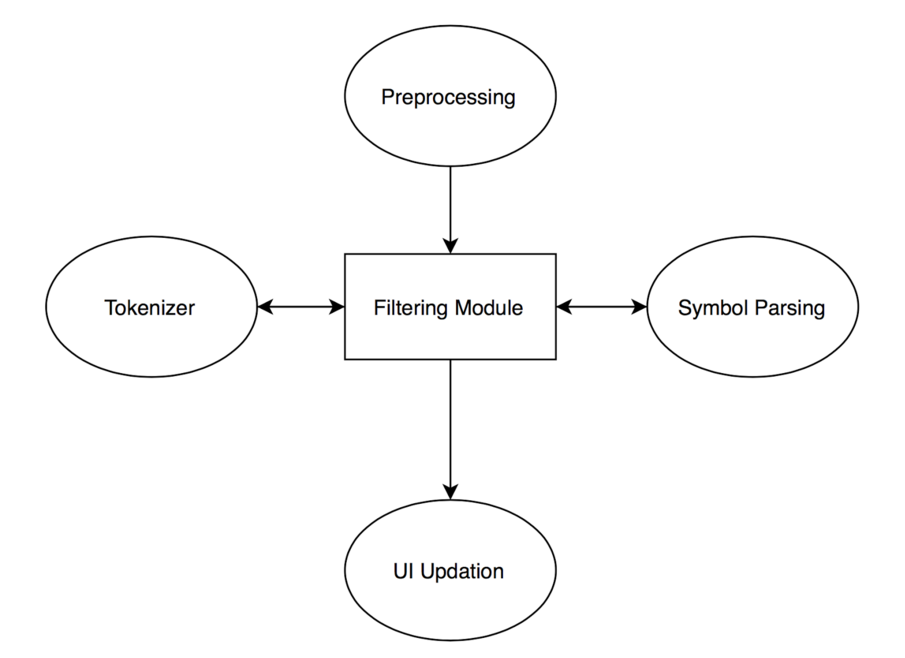 Preprocessing
Tokenizer
Filtering Module
Symbol Parsing
UI Updation